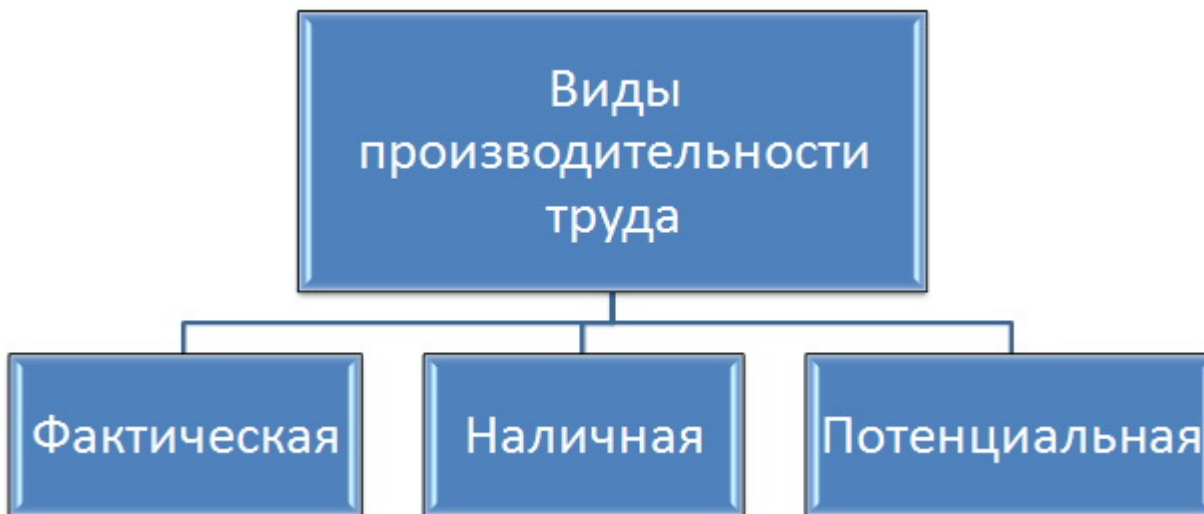 Виды
производительности
труда
Фактическая
Наличная
Потенциальная